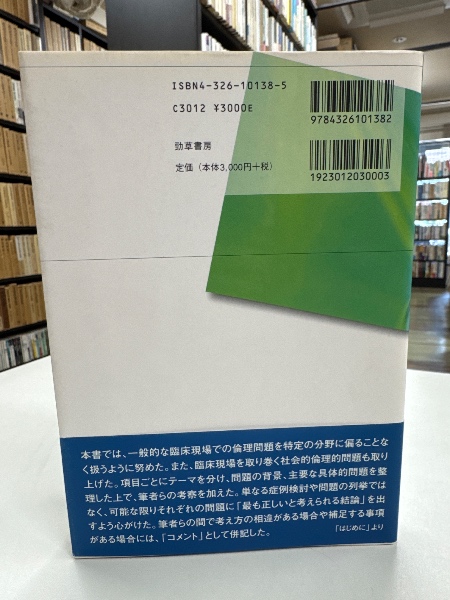 ISBN4-326-10138-5
C3012 ¥3000E
勁草書房
定価（本体3,000円＋税）
9784326101382
1923012030003
本書では、一般的な臨床現場での倫理問題を特定の分野に偏ることな
く扱うように努めた。また、臨床現場を取り巻く社会的倫理的問題も取り
上げた。項目ごとにテーマを分け、問題の背景、主要な具体的問題を整
理した上で、筆者らの考察を加えた。単なる症例検討や問題の列挙では
なく、可能な限りそれぞれの問題に「最も正しいと考えられる結論」を出
すよう心がけた。筆者らの間で考え方の相違がある場合や補足する事項
がある場合には、「コメント」として併記した。
「はじめに」より